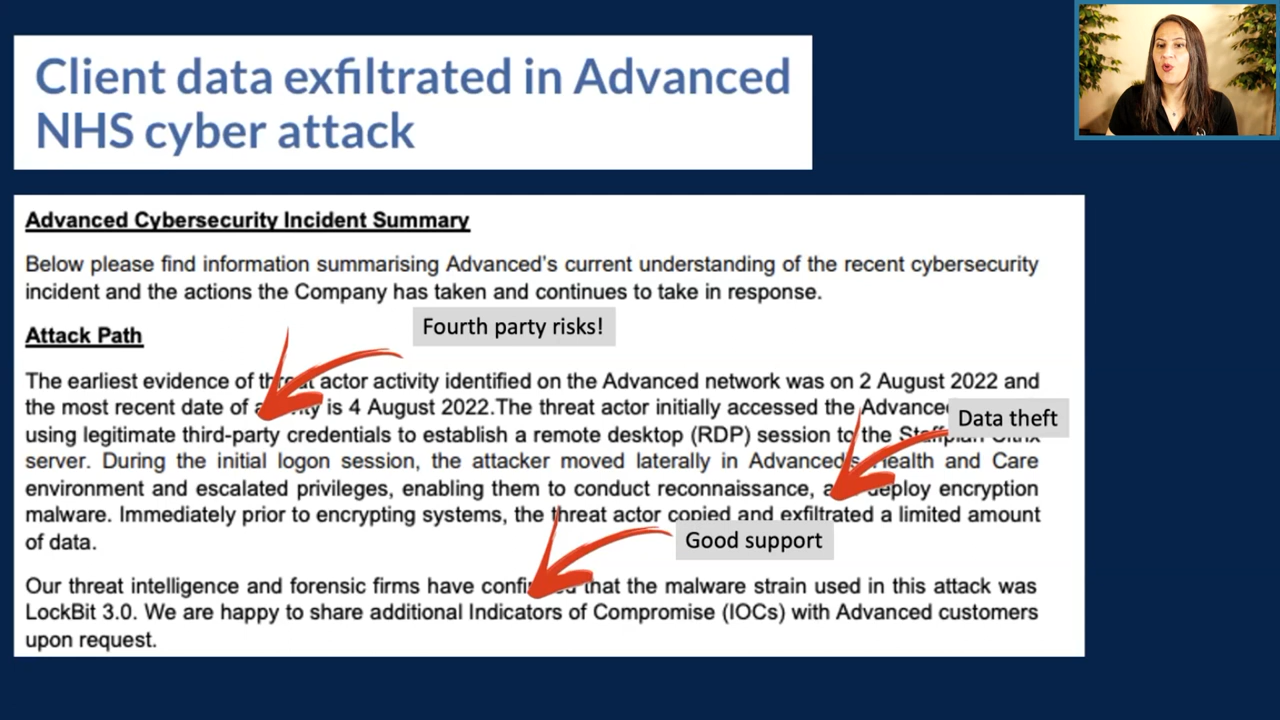 Client data exfiltrated in Advanced
NHS cyber attack
Advanced Cybersecurity Incident Summary
Below please find information summarising Advanced's current understanding of the recent cybersecurity
incident and the actions the Company has taken and continues to take in response.
Fourth party risks!
Attack Path
The earliest evidence of threat actor activity identified on the Advanced network was on 2 August 2022 and
the most recent date of is 4 August 2022.The threat actor initially accessed the Advanced
Data theft
using legitimate third-party credentials to establish a remote desktop (RDP) session to the Staffplan Citrix
server. During the initial logon session, the attacker moved laterally in Advanced's Health and Care
environment and escalated privileges, enabling them to conduct reconnaissance, and deploy encryption
malware. Immediately prior to encrypting systems, the threat actor copied and exfiltrated a limited amount
of data.
Good support
Our threat intelligence and forensic firms have confirmed that the malware strain used in this attack was
LockBit 3.0. We are happy to share additional Indicators of Compromise (IOCs) with Advanced customers
upon request.